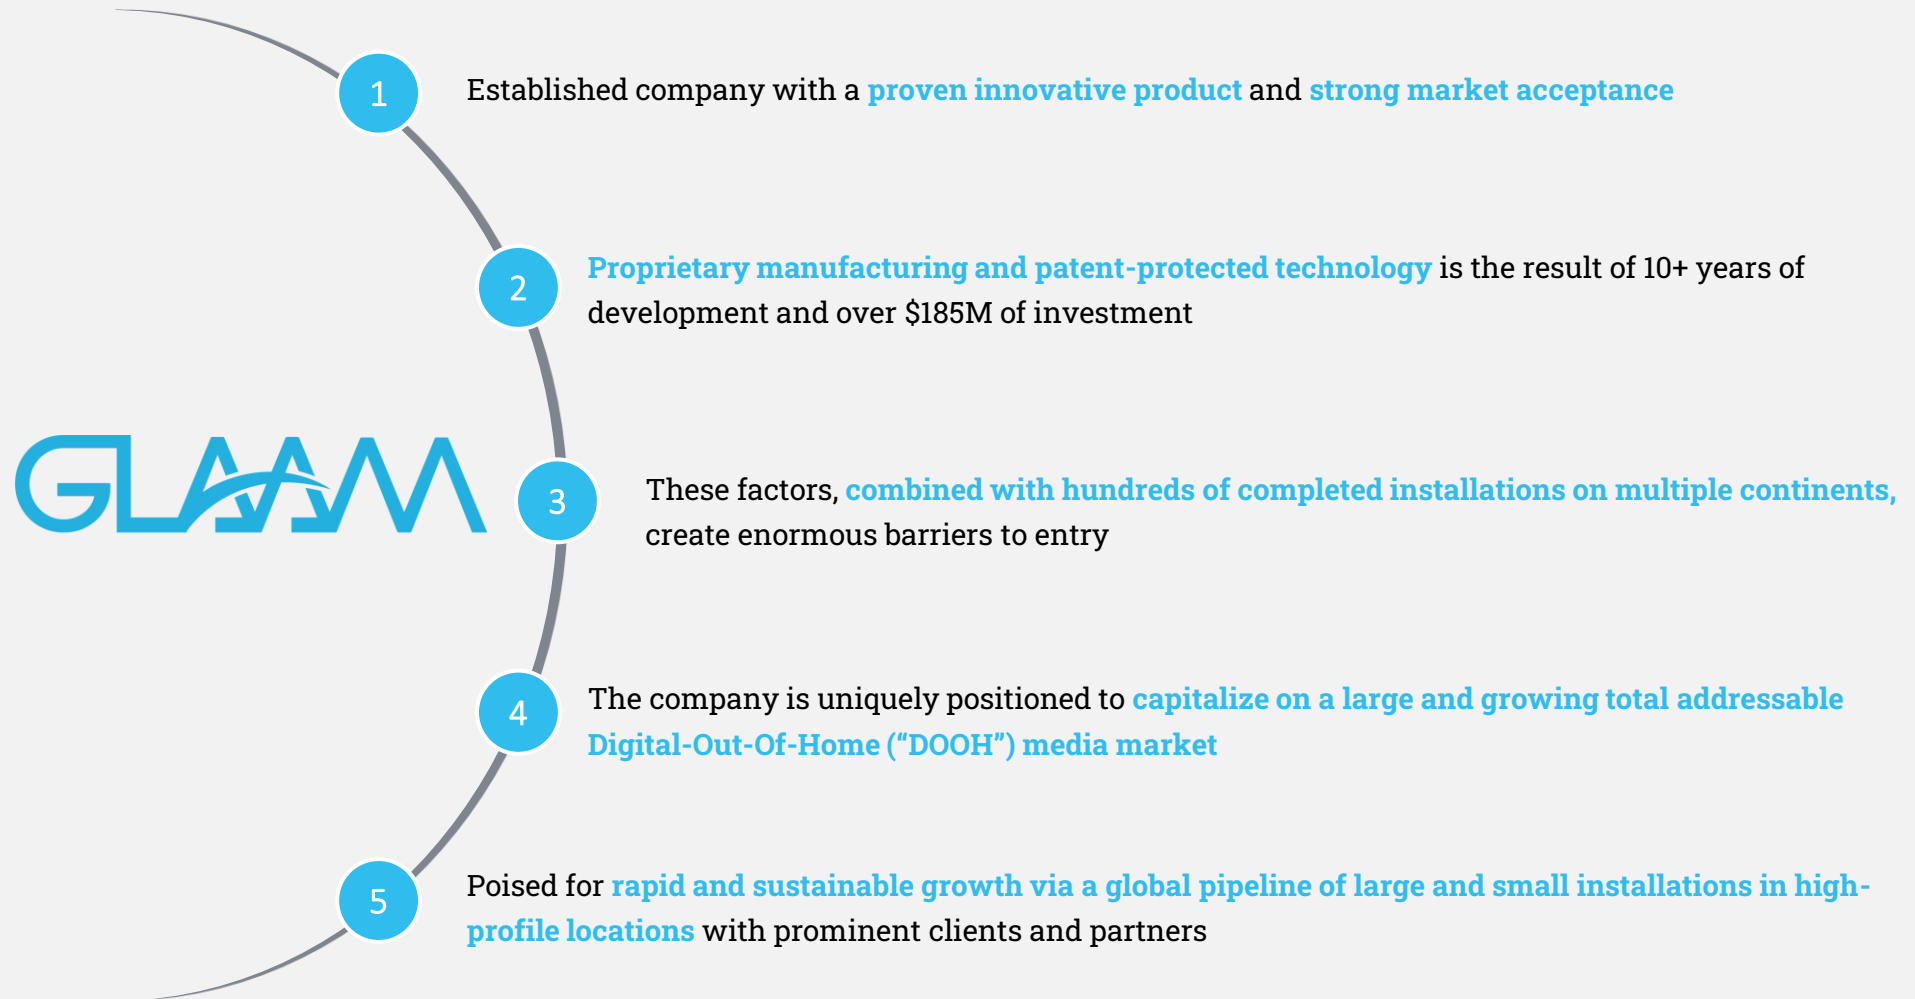 1
Established company with a proven innovative product and strong market acceptance
2
Proprietary manufacturing and patent-protected technology is the result of 10+ years of
development and over $185M of investment
GLAAM
3
These factors, combined with hundreds of completed installations on multiple continents,
create enormous barriers to entry
4
The company is uniquely positioned to capitalize on a large and growing total addressable
Digital-Out-Of-Home (“DOOH”) media market
5
Poised for rapid and sustainable growth via a global pipeline of large and small installations in high-
profile locations with prominent clients and partners